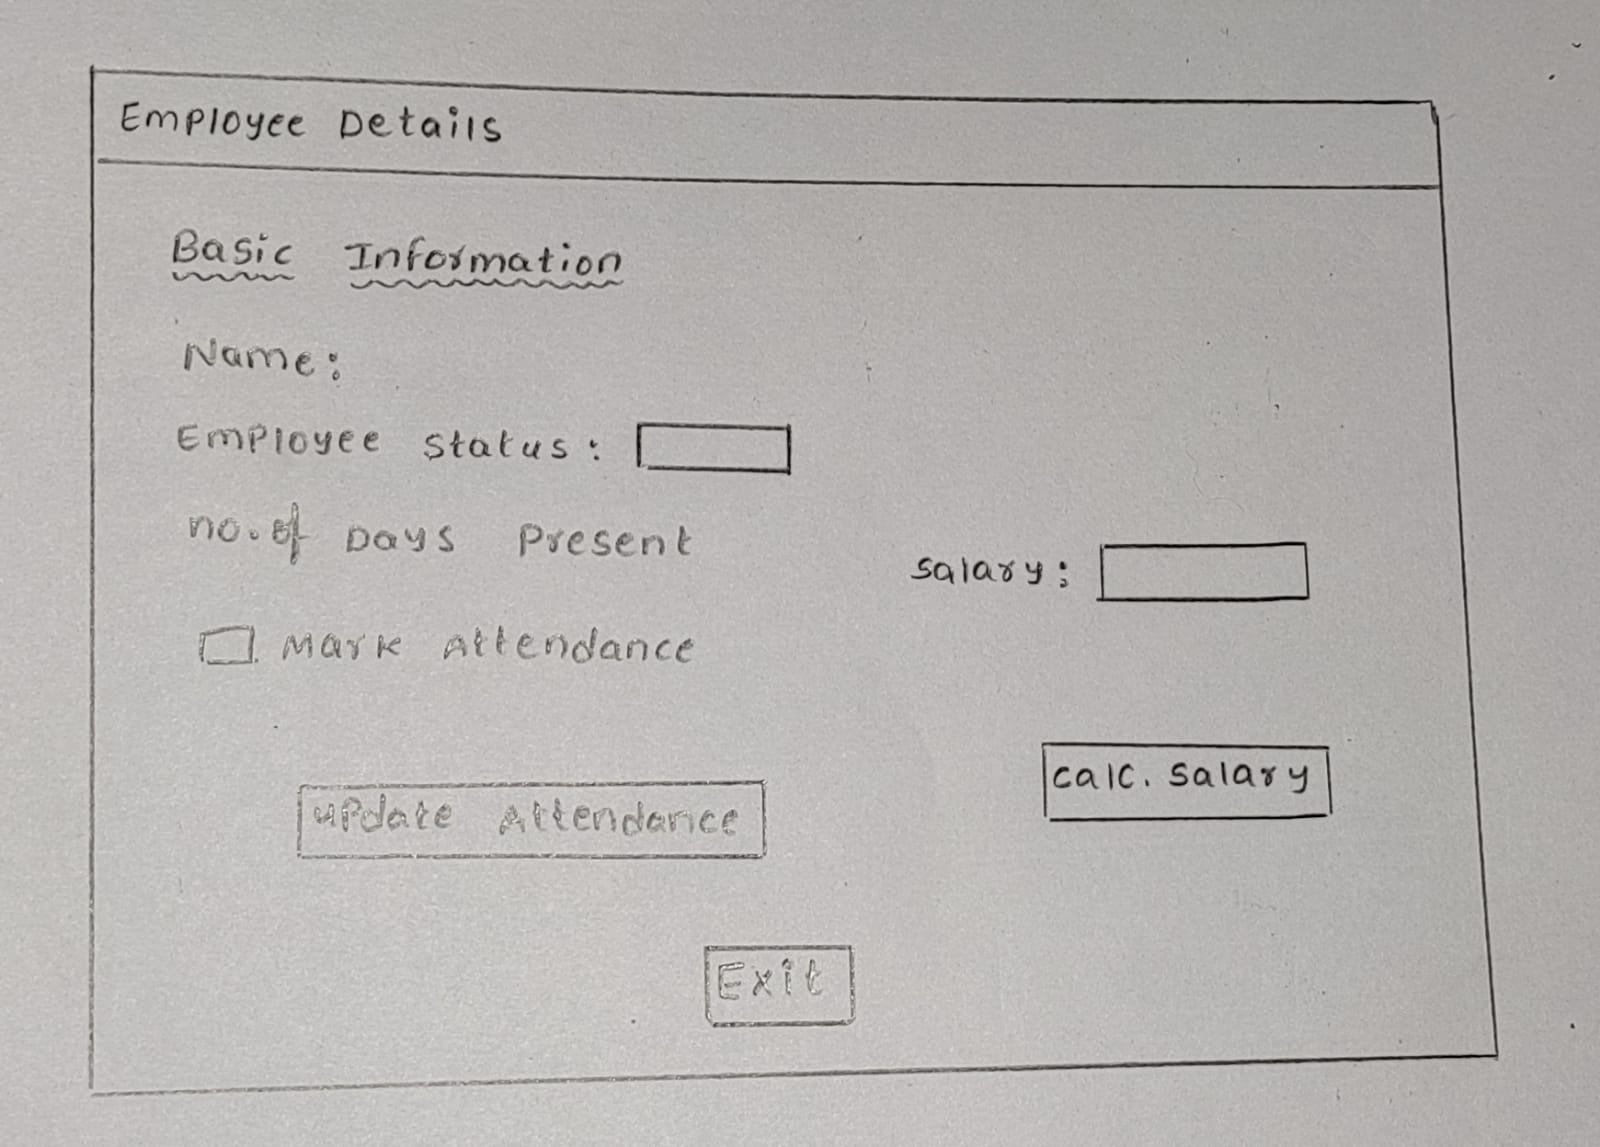 Employee Details
Basic Information
Name:
Employee Status:
no. of Days Present
Salary:
Mark Attendance
Calc. Salary
Update Attendance
Exit